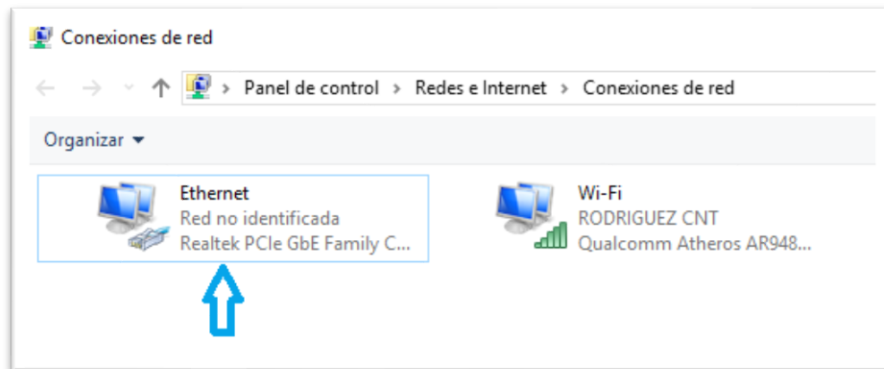 Conexiones de red
Panel de control > Redes e Internet > Conexiones de red
Organizar
Ethernet
Red no identificada
Realtek PCIe GbE Family C...
Wi-Fi
RODRIGUEZ CNT
Qualcomm Atheros AR948...